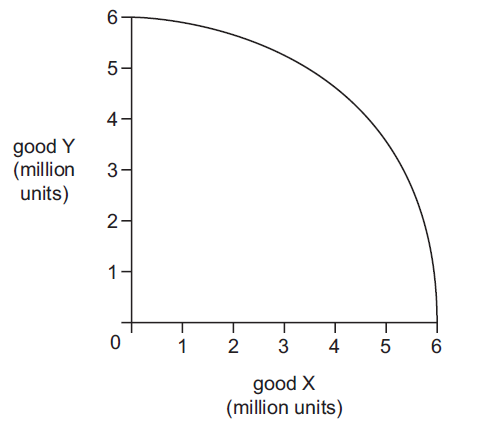 6
5
4
3
2
1
good Y
(million
units)
0 1 2 3 4 5 6
good X
(million units)